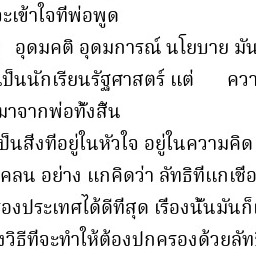 จะเข้าใจที่พ่อพูด
อุดมคติ อุดมการณ์ นโยบาย มัน
เป็นนักเรียนรัฐศาสตร์ แต่ ควา
มาจากพ่อทั้งสิ้น
เป็นสิ่งที่อยู่ในหัวใจ อยู่ในความคิด
คลน อย่าง แกคิดว่า ลัทธิที่แกเชื่อ
องประเทศได้ดีที่สุด เรื่องนั้นมันก็เ
วิธีที่จะทำให้ต้องปกครองด้วยลัท